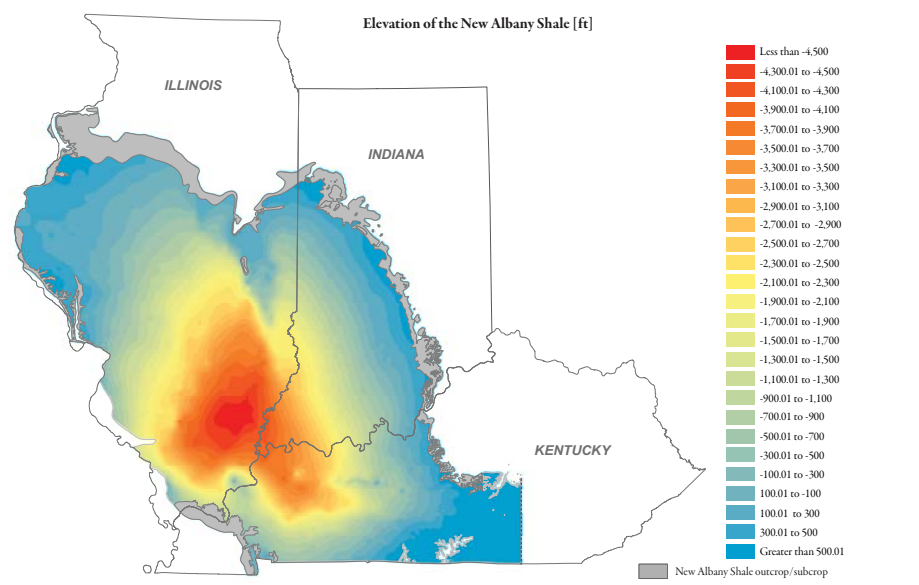 Elevation of the New Albany Shale [ft]
ILLINOIS
INDIANA
KENTUCKY
Less than -4,500
-4,300.01 to -4,500
-4,100.01 to -4,300
-3,900.01 to -4,100
-3,700.01 to -3,900
-3,500.01 to -3,700
-3,300.01 to -3,500
-3,100.01 to -3,300
-2,900.01 to -3,100
-2,700.01 to -2,900
-2,500.01 to -2,700
-2,300.01 to -2,500
-2,100.01 to -2,300
-1,900.01 to -2,100
-1,700.01 to -1,900
-1,500.01 to -1,700
-1,300.01 to -1,500
-1,100.01 to -1,300
-900.01 to -1,100
-700.01 to -900
-500.01 to -700
-300.01 to -500
-100.01 to -300
100.01 to -100
100.01 to 300
300.01 to 500
Greater than 500.01
New Albany Shale outcrop/subcrop